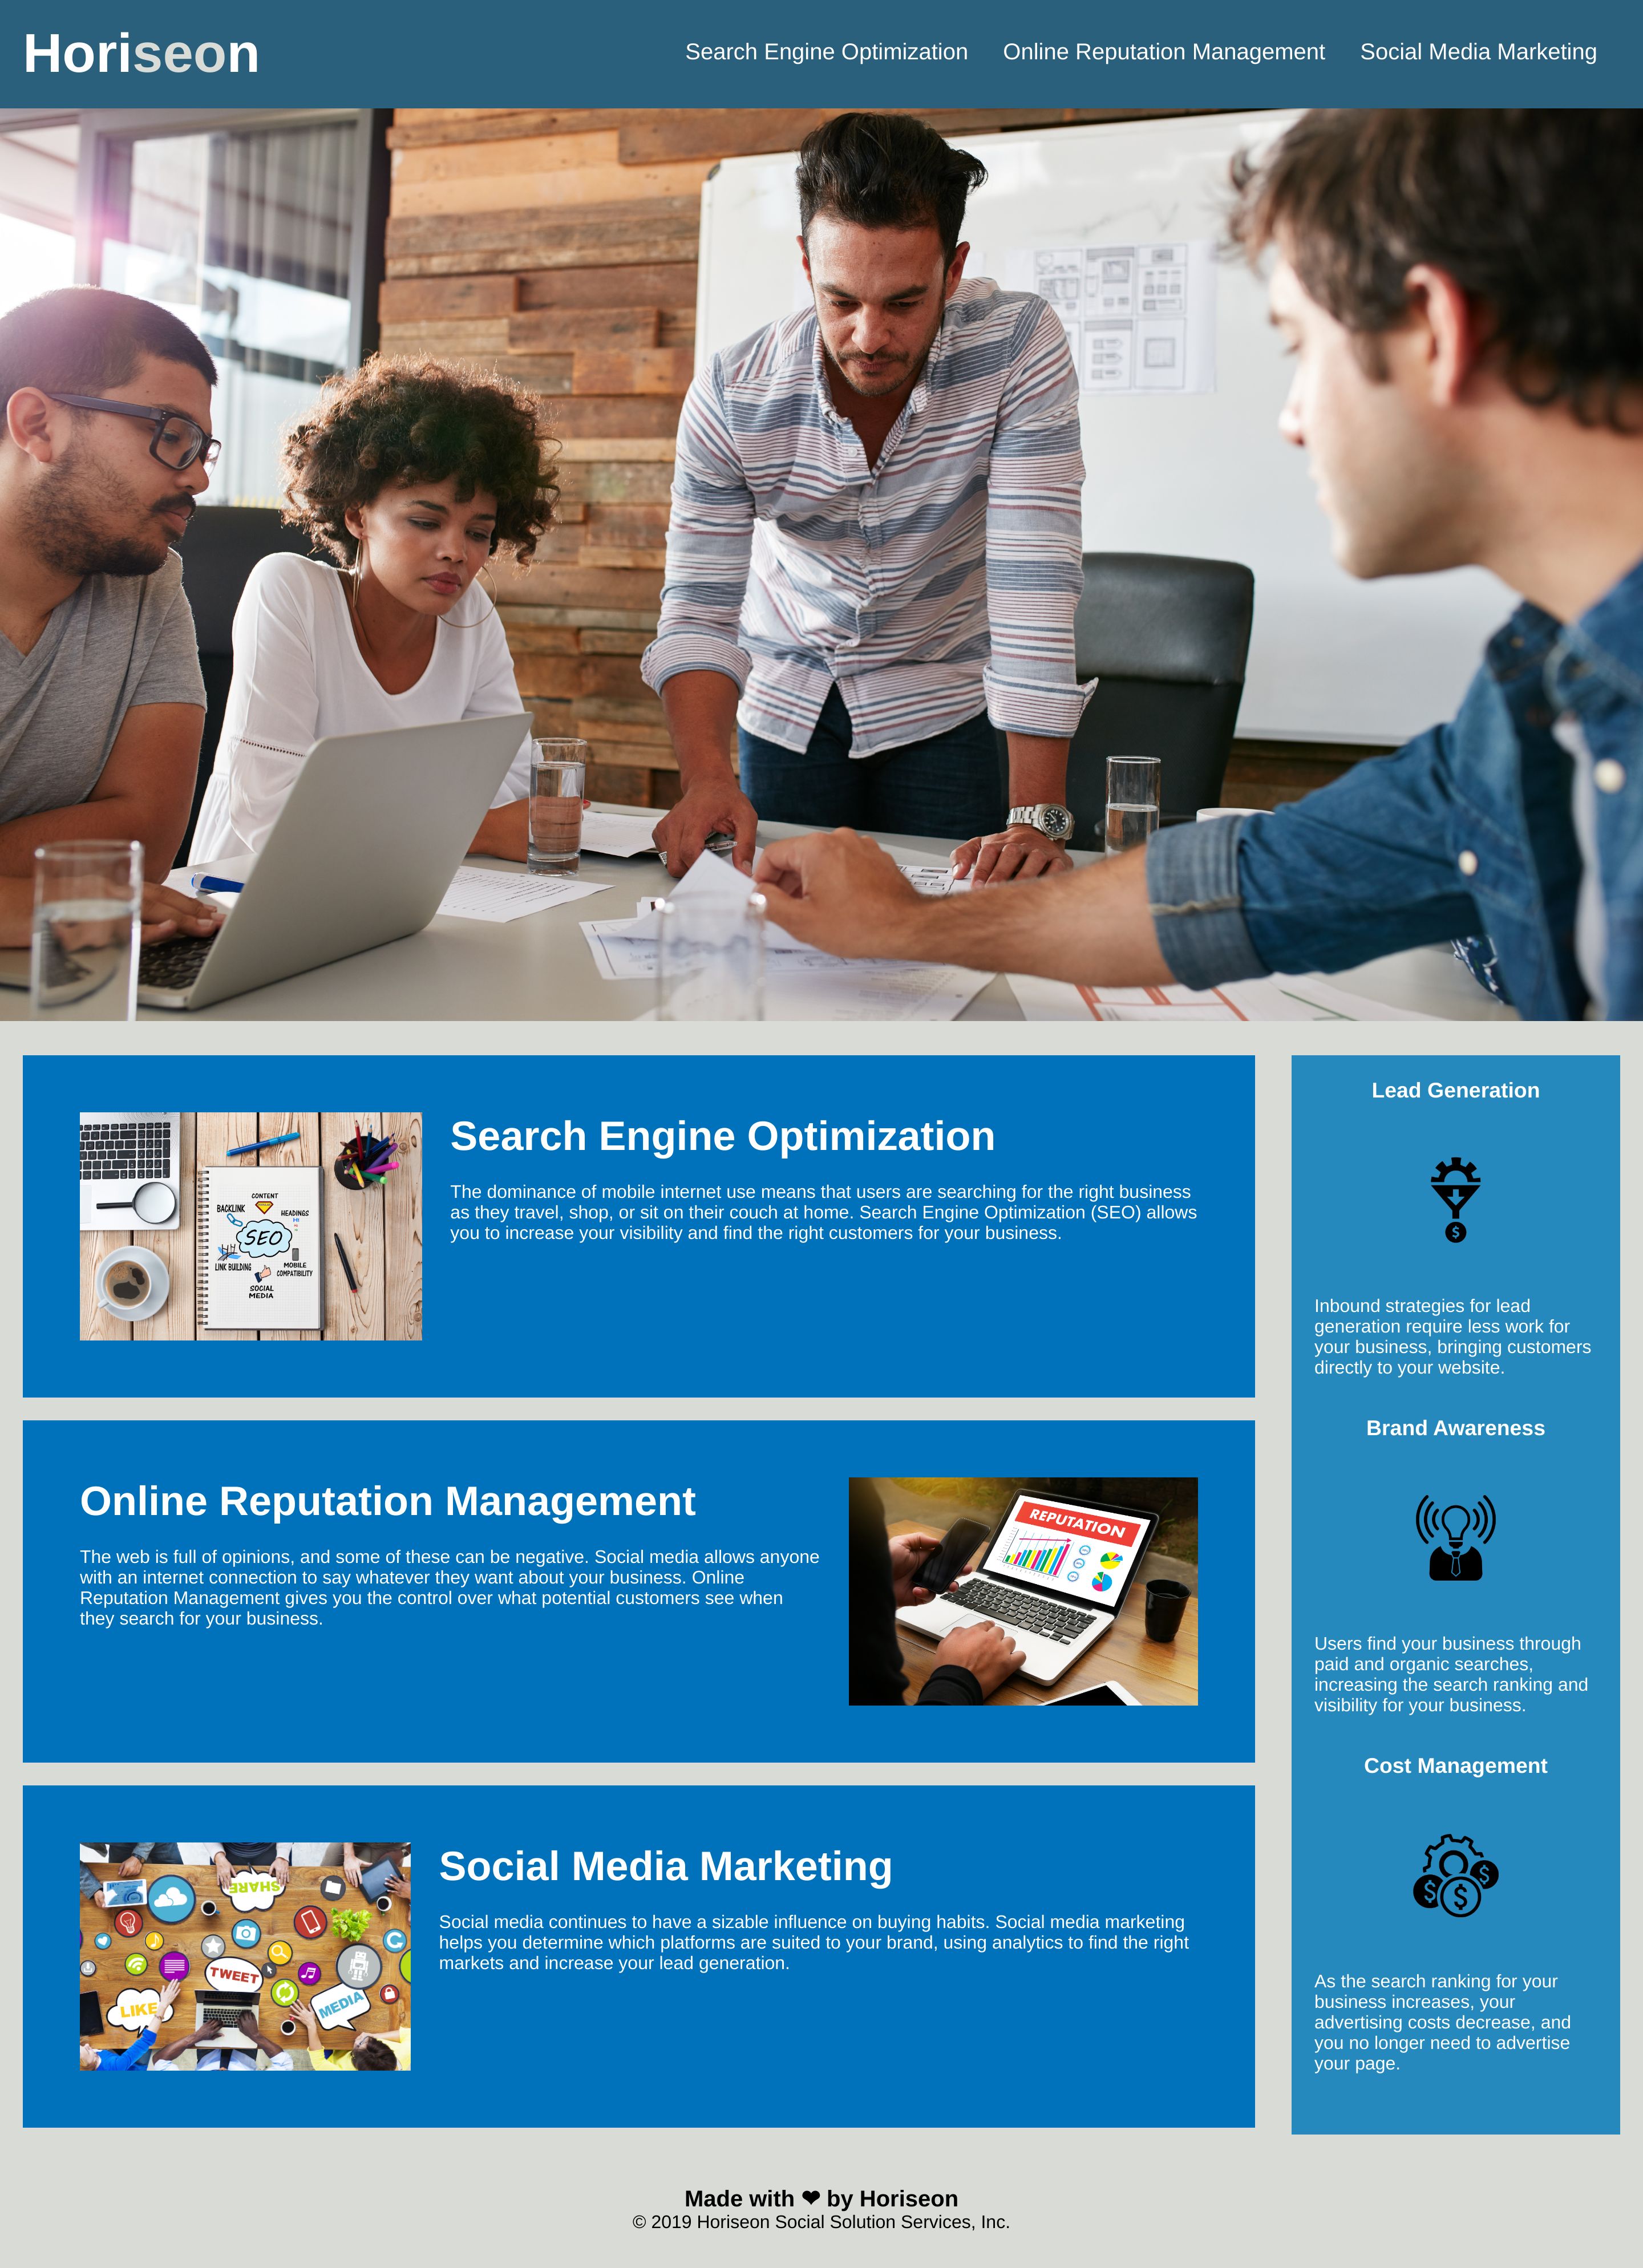 Horiseon
Search Engine Optimization
Online Reputation Management
Social Media Marketing
Search Engine Optimization
The dominance of mobile internet use means that users are searching for the right business
as they travel, shop, or sit on their couch at home. Search Engine Optimization (SEO) allows
you to increase your visibility and find the right customers for your business.
CONTENT
BACKLINK
HEADINGS
SEO
LINK BUILDING
MOBILE
COMPATIBILITY
SOCIAL
MEDIA
Online Reputation Management
The web is full of opinions, and some of these can be negative. Social media allows anyone
with an internet connection to say whatever they want about your business. Online
Reputation Management gives you the control over what potential customers see when
they search for your business.
REPUTATION
Social Media Marketing
Social media continues to have a sizable influence on buying habits. Social media marketing
helps you determine which platforms are suited to your brand, using analytics to find the right
markets and increase your lead generation.
SHARE
TWEET
LIKE
MEDIA
Lead Generation
$
Inbound strategies for lead
generation require less work for
your business, bringing customers
directly to your website.
Brand Awareness
Users find your business through
paid and organic searches,
increasing the search ranking and
visibility for your business.
Cost Management
$ $ $
As the search ranking for your
business increases, your
advertising costs decrease, and
you no longer need to advertise
your page.
Made with ❤ by Horiseon
© 2019 Horiseon Social Solution Services, Inc.